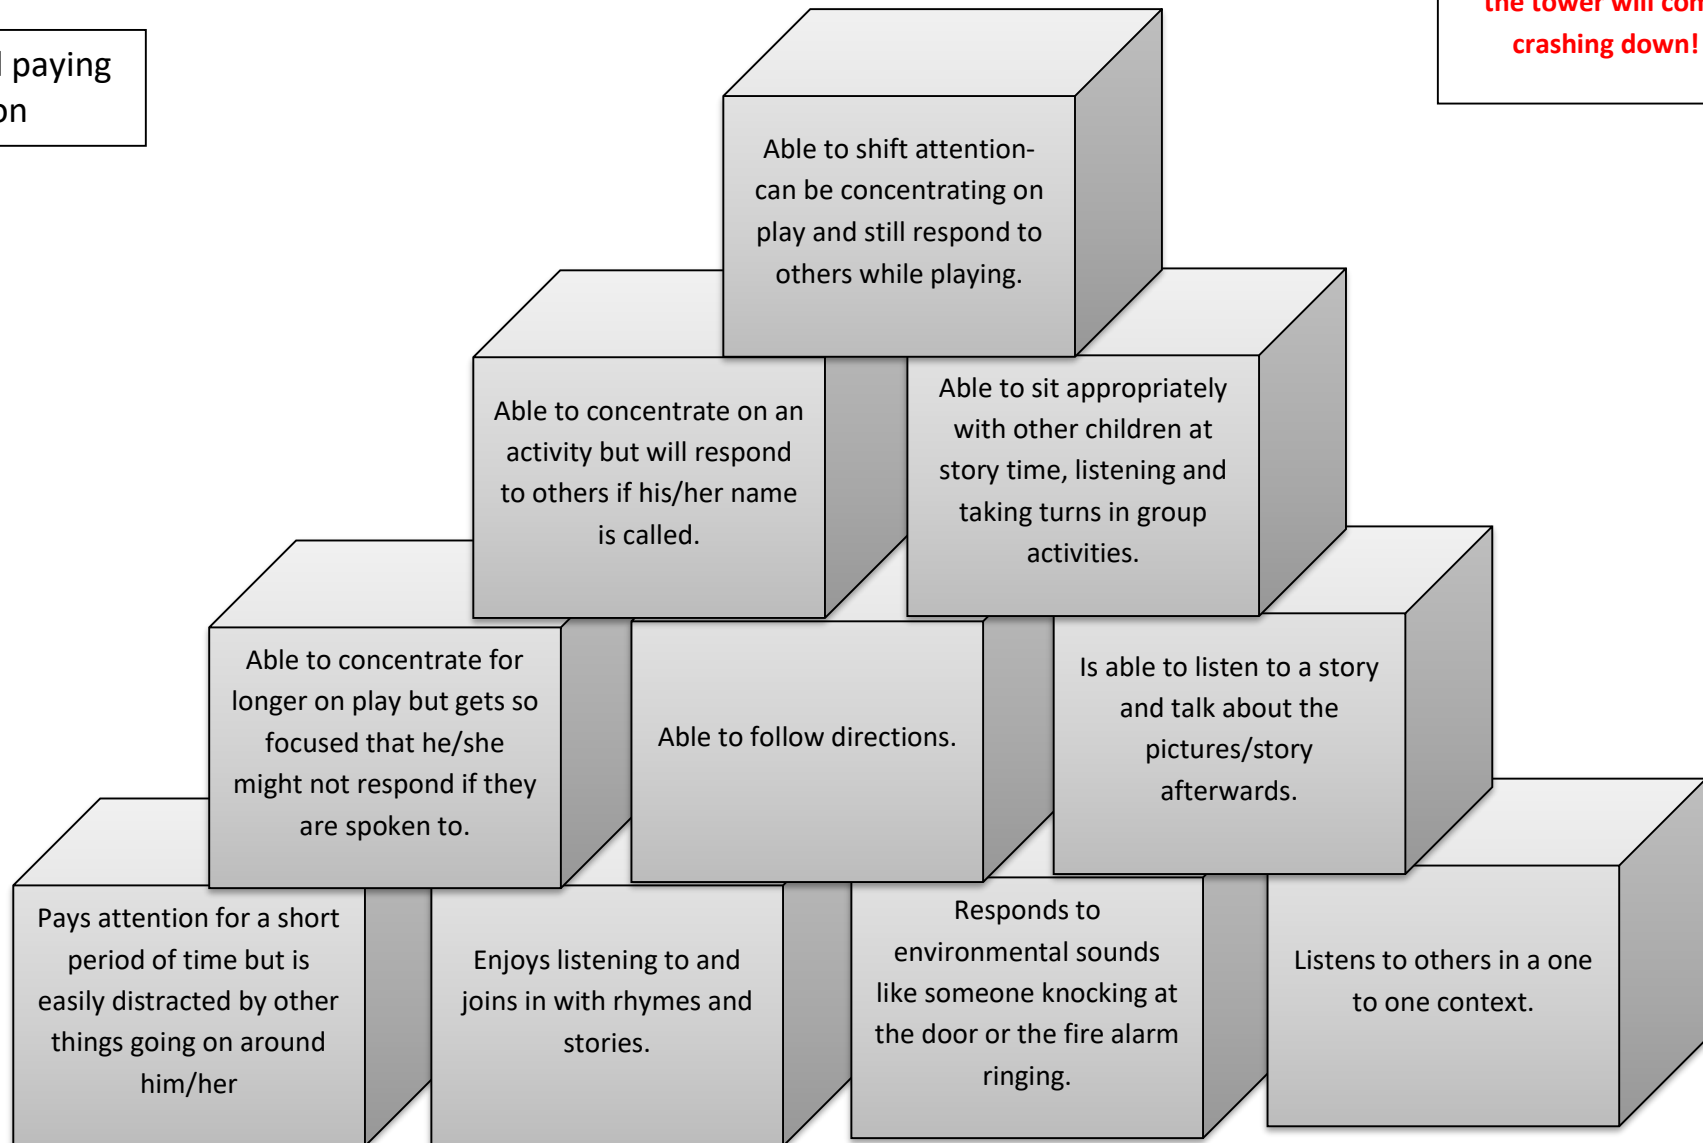 paying
on
the tower will com
crashing down!
Able to shift attention-
can be concentrating on
play and still respond to
others while playing.
Able to concentrate on an
activity but will respond
to others if his/her name
is called.
Able to sit appropriately
with other children at
story time, listening and
taking turns in group
activities.
Able to concentrate for
longer on play but gets so
focused that he/she
might not respond if they
are spoken to.
Able to follow directions.
Is able to listen to a story
and talk about the
pictures/story
afterwards.
Pays attention for a short
period of time but is
easily distracted by other
things going on around
him/her
Enjoys listening to and
joins in with rhymes and
stories.
Responds to
environmental sounds
like someone knocking at
the door or the fire alarm
ringing.
Listens to others in a one
to one context.